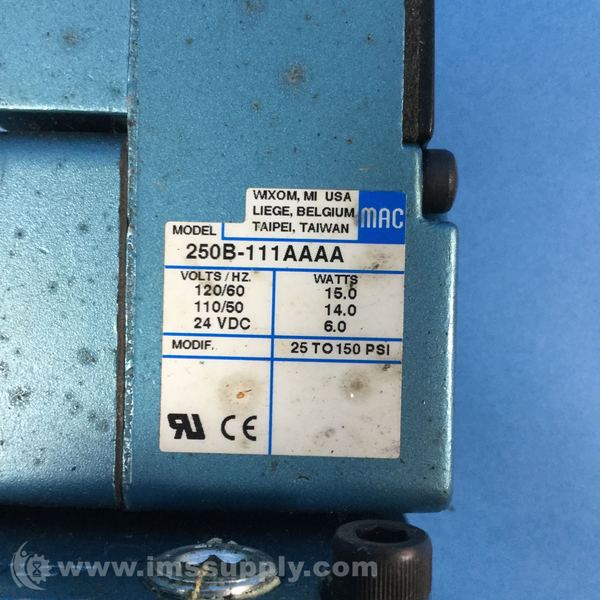 WIXOM, MI USA
LIEGE, BELGIUM
TAIPEI, TAIWAN
MAC
MODEL
250B-111AAAA
VOLTS / HZ. WATTS
120/60 15.0
110/50 14.0
24 VDC 6.0
MODIF. 25 TO 150 PSI
RU CE
www.imssupply.com